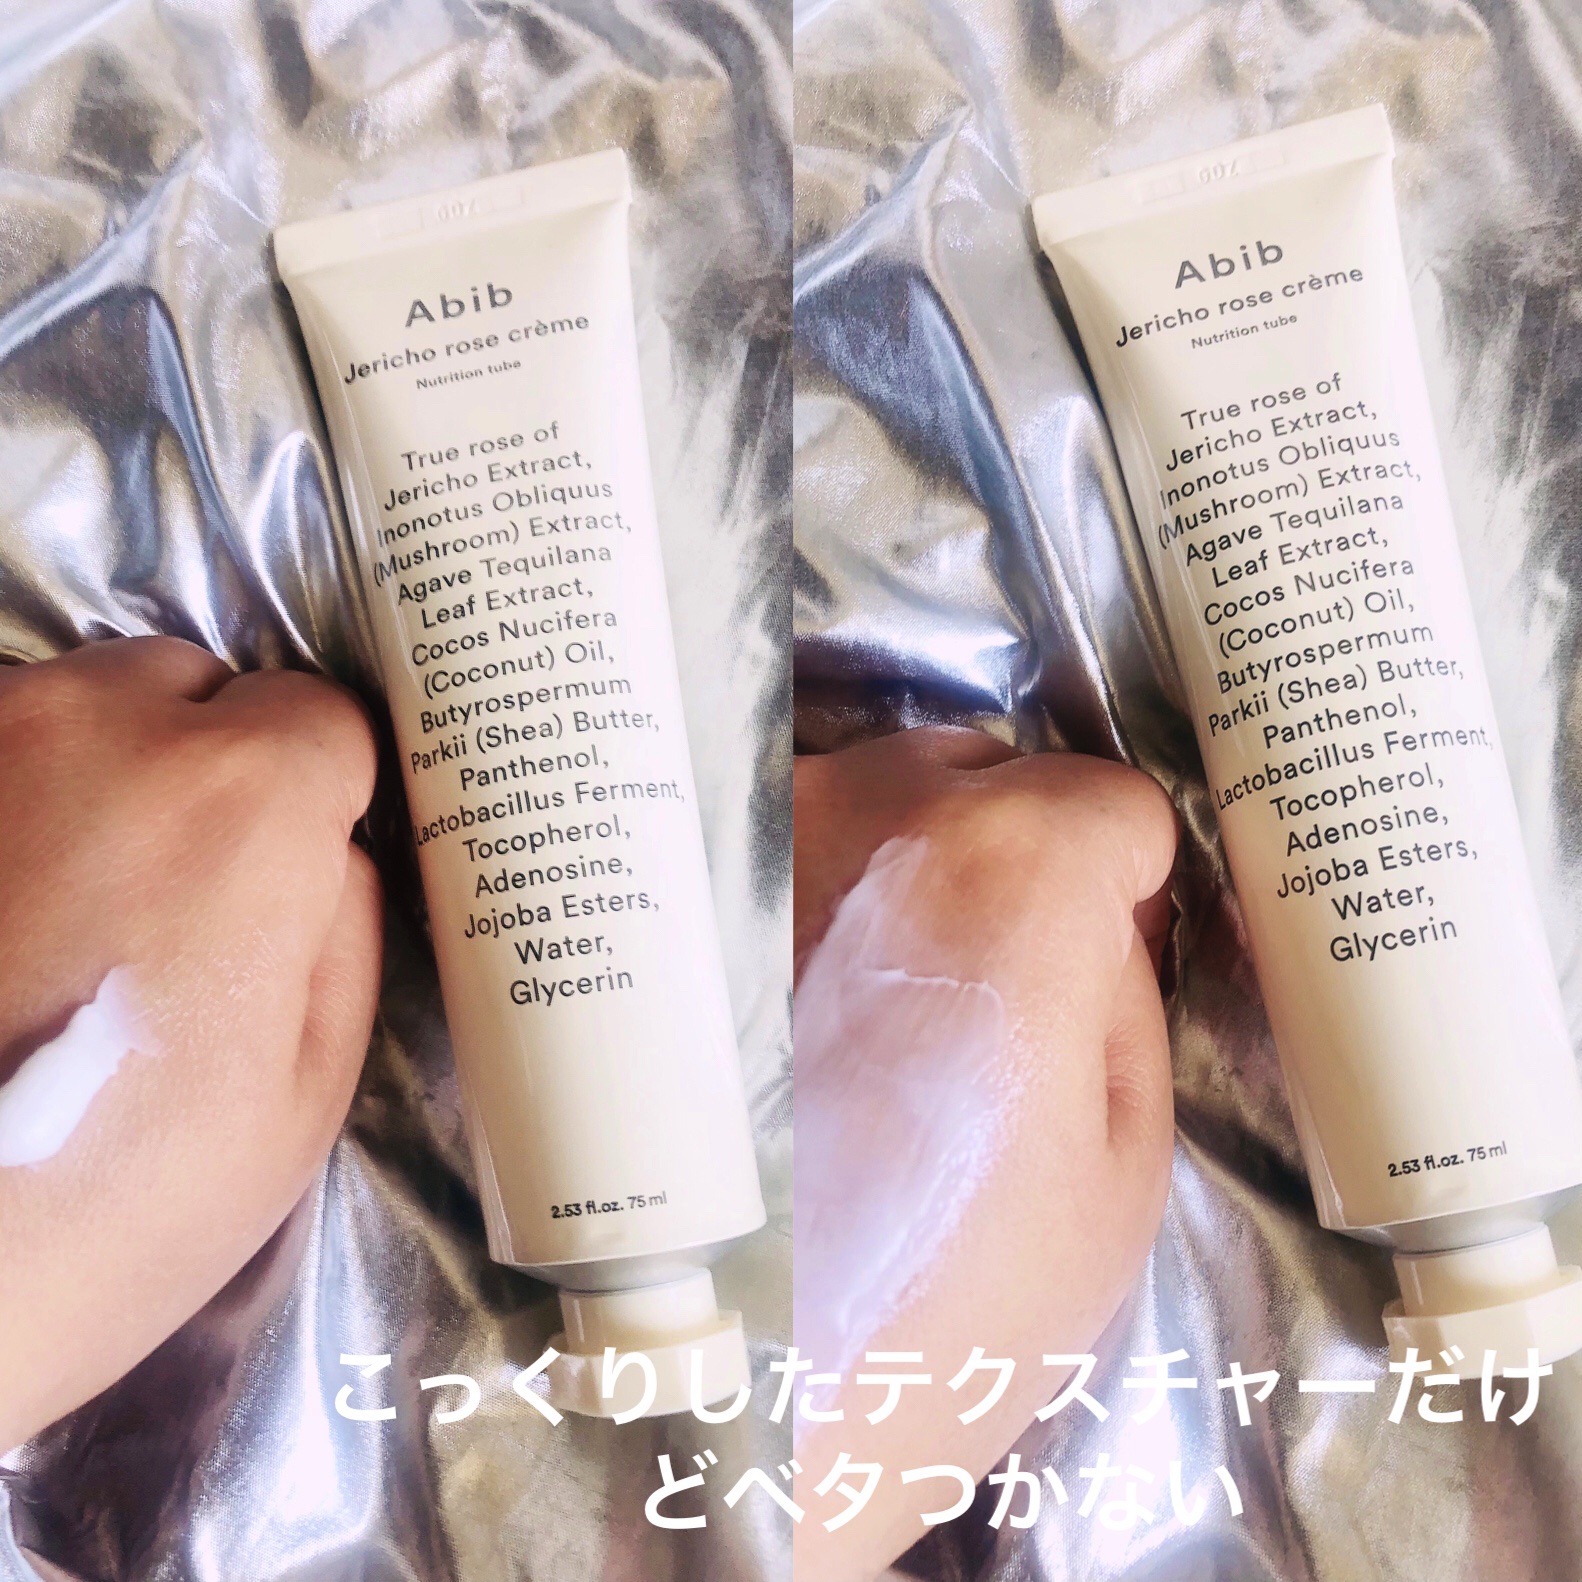 Abib
Jericho rose crème
Nutrition tube
True rose of
Jericho Extract,
Inonotus Obliquus
(Mushroom) Extract,
Agave Tequilana
Leaf Extract,
Cocos Nucifera
(Coconut) Oil,
Butyrospermum
Parkii (Shea) Butter,
Panthenol,
Lactobacillus Ferment,
Tocopherol,
Adenosine,
Jojoba Esters,
Water,
Glycerin
2.53 fl.oz. 75 ml
Abib
Jericho rose crème
Nutrition tube
True rose of
Jericho Extract,
Inonotus Obliquus
(Mushroom) Extract,
Agave Tequilana
Leaf Extract,
Cocos Nucifera
(Coconut) Oil,
Butyrospermum
Parkii (Shea) Butter,
Panthenol,
Lactobacillus Ferment,
Tocopherol,
Adenosine,
Jojoba Esters,
Water,
Glycerin
2.53 fl.oz. 75 ml
こっくりしたテクスチャーだけ
どベタつかない